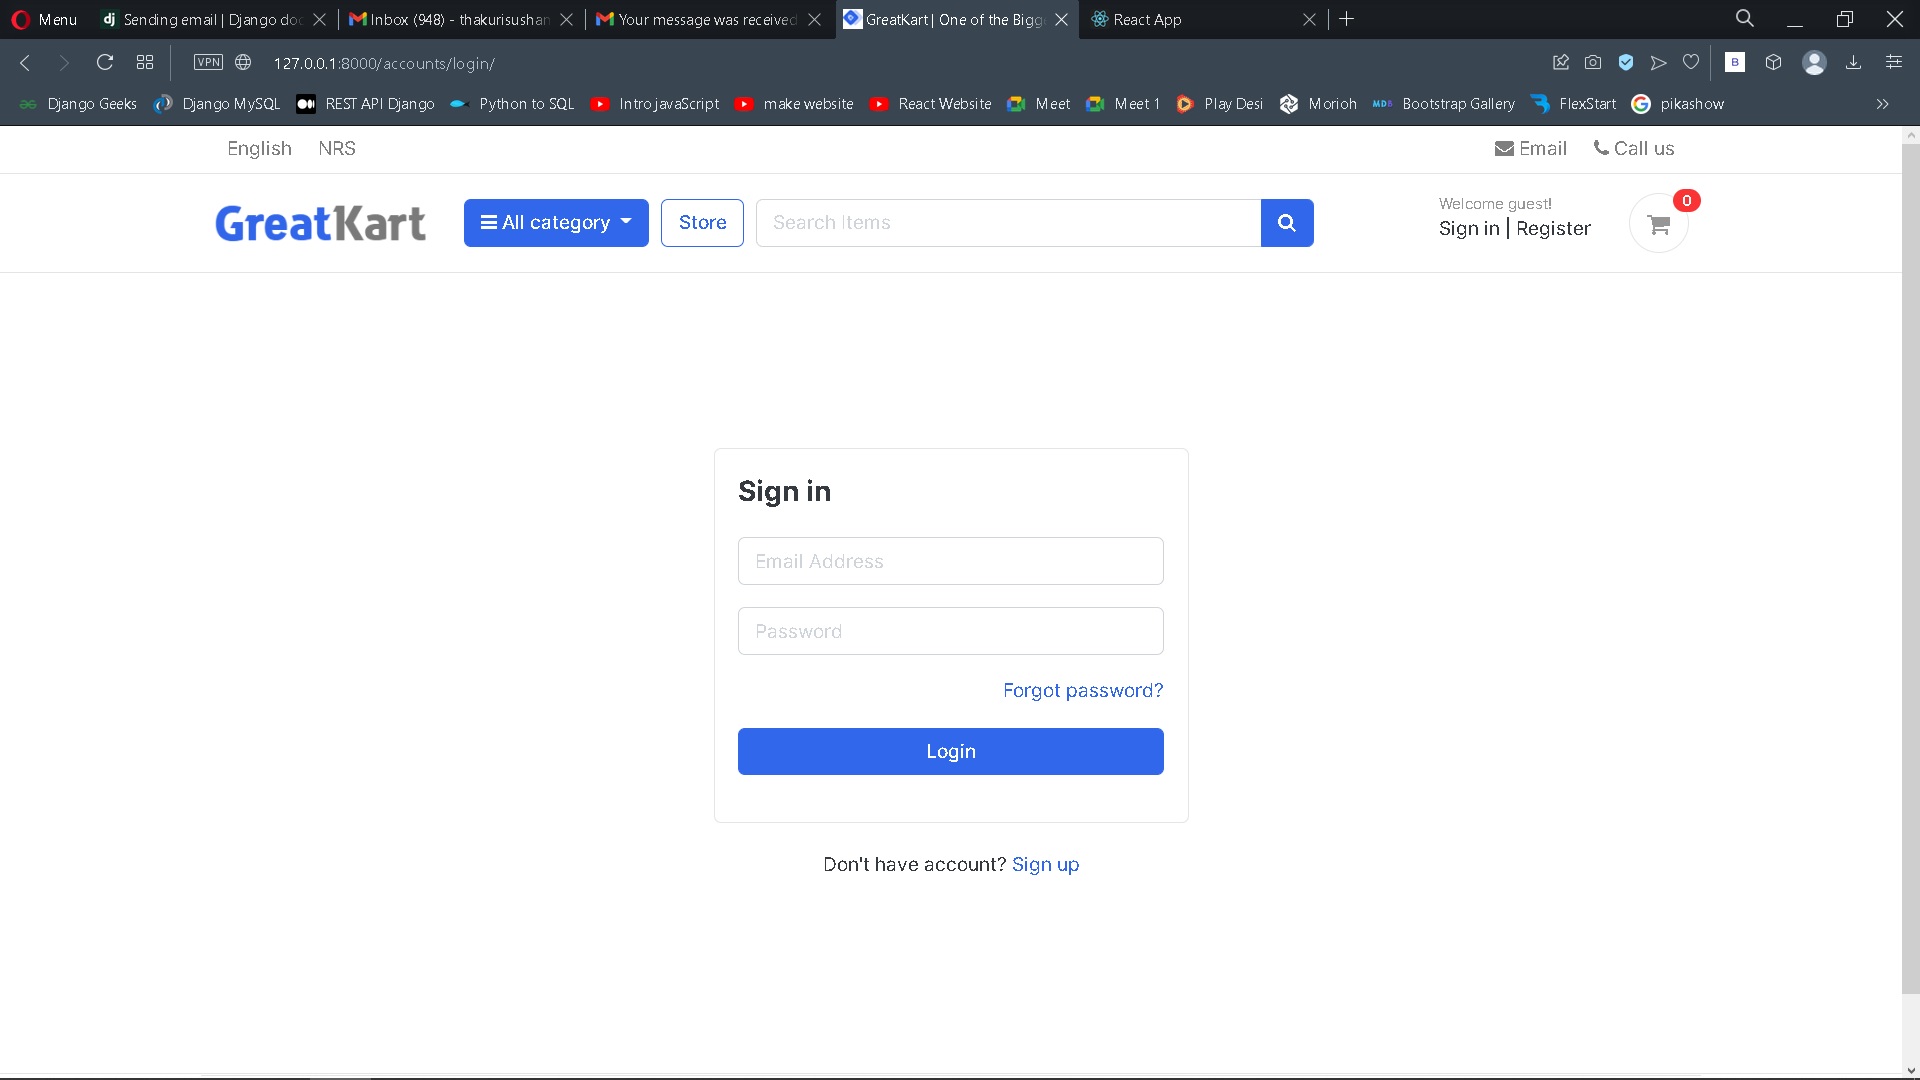 Menu
Sending email | Django doc
Inbox (948) - thakurisushan
Your message was received
GreatKart | One of the Bigg
React App
VPN
127.0.0.1:8000/accounts/login/
B
Django Geeks
Django MySQL
REST API Django
Python to SQL
Intro javaScript
make website
React Website
Meet
Meet 1
Play Desi
Morioh
MDB Bootstrap Gallery
FlexStart
pikashow
English NRS
Email Call us
GreatKart
All category
Store
Search Items
Welcome guest!
Sign in | Register
0
Sign in
Email Address
Password
Forgot password?
Login
Don't have account? Sign up